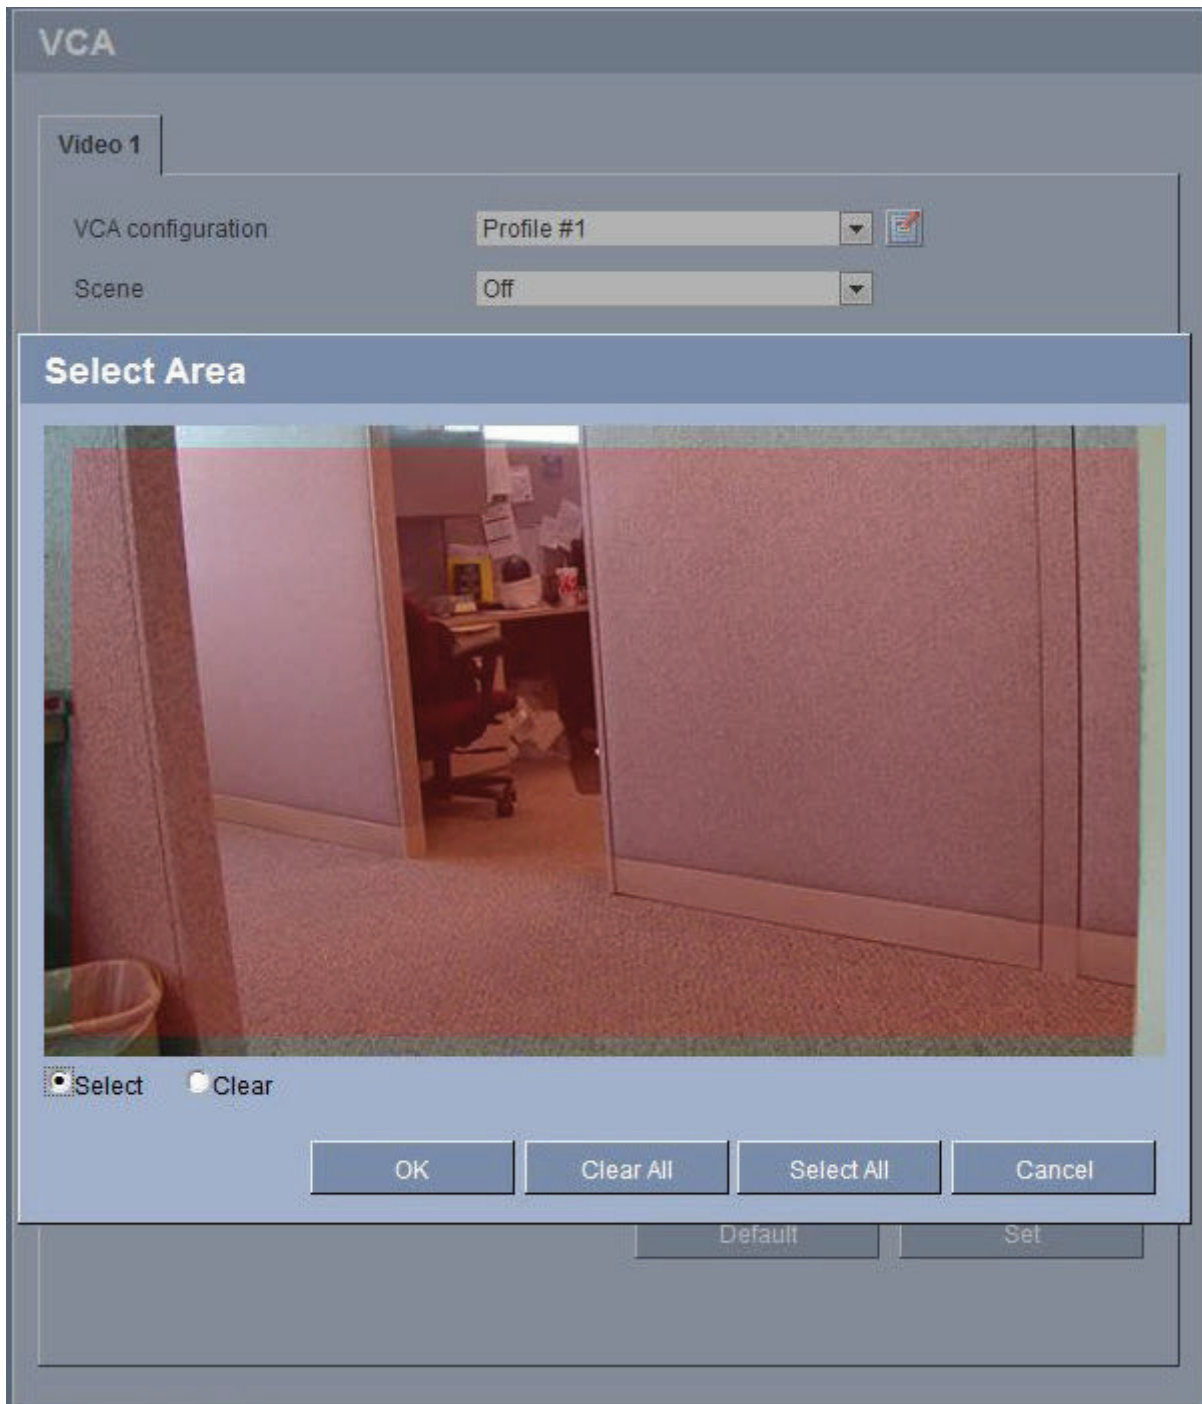 VCA
Video 1
VCA configuration
Profile #1
Scene
Off
Select Area
Select
Clear
OK
Clear All
Select All
Cancel
Default
Set